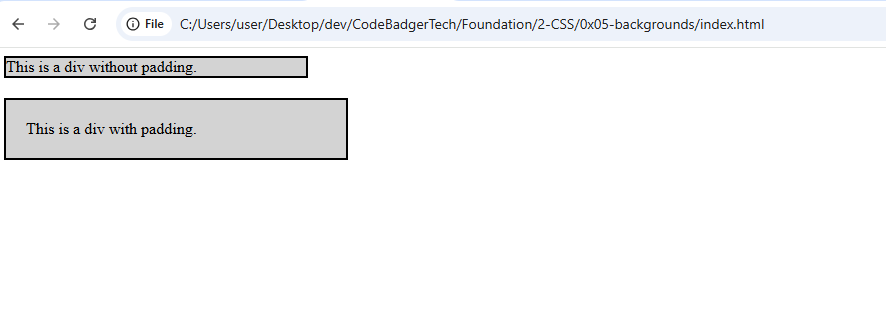 File
C:/Users/user/Desktop/dev/CodeBadgerTech/Foundation/2-CSS/0x05-backgrounds/index.html
This is a div without padding.
This is a div with padding.